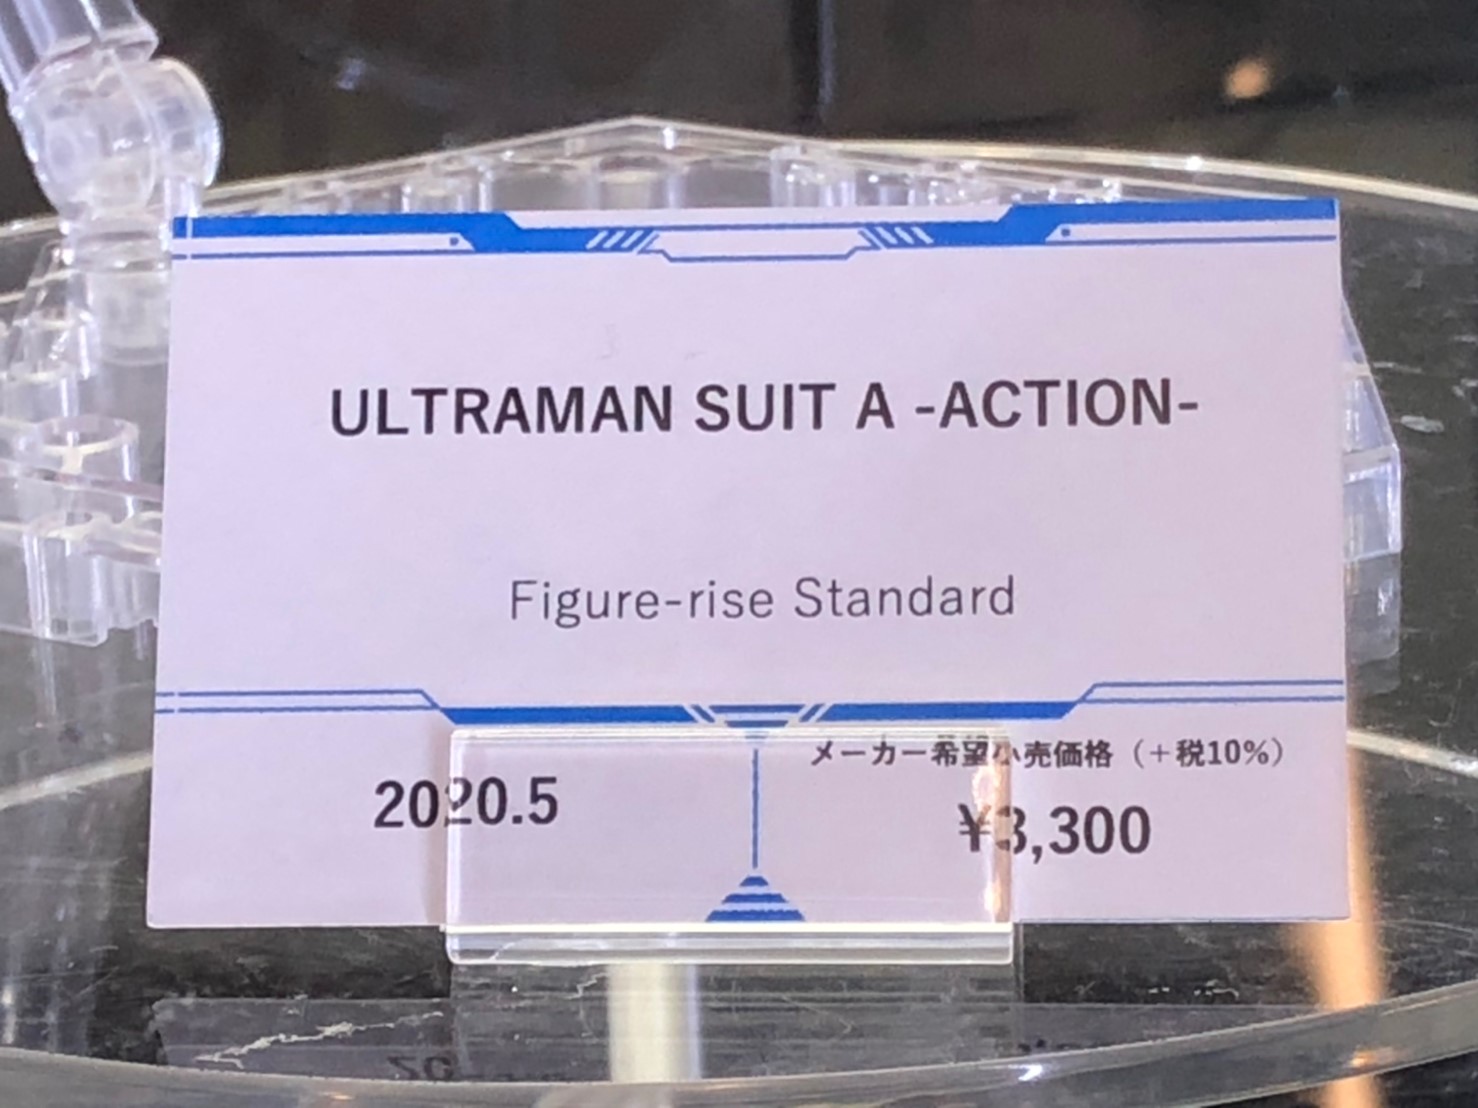 ULTRAMAN SUIT A -ACTION-
Figure-rise Standard
メーカー希望小売価格（＋税10%）
2020.5
¥3,300